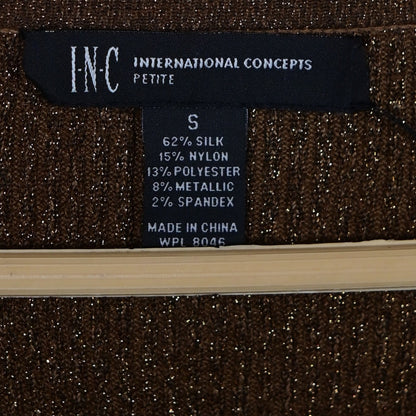 I·N·C INTERNATIONAL CONCEPTS
PETITE
S
62% SILK
15% NYLON
13% POLYESTER
8% METALLIC
2% SPANDEX
MADE IN CHINA
WPL 8046